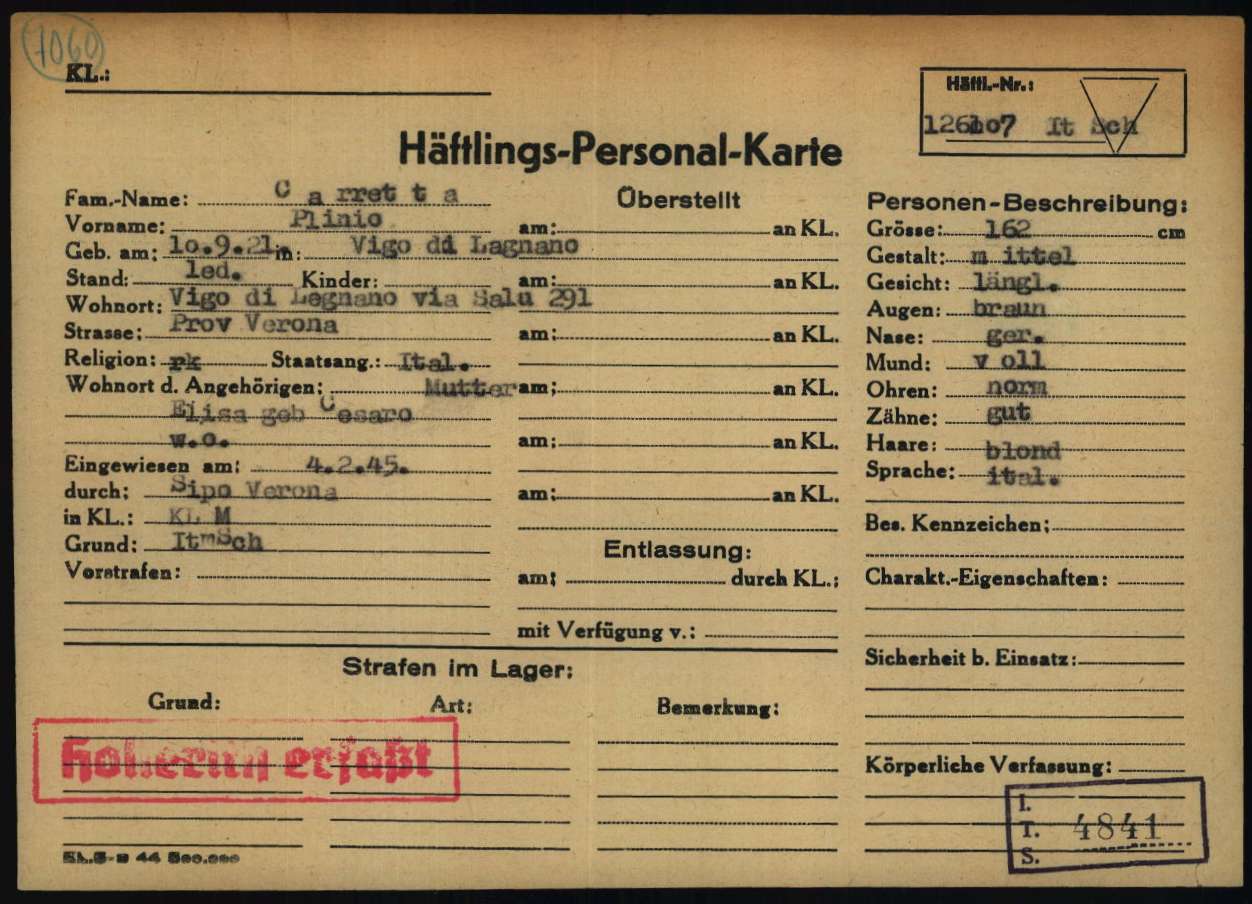 1060
KL.:
Häftl.-Nr.:
It Sch
Häftlings-Personal-Karte
Fam.-Name: C a rret t a
Vorname: Plinio
Geb. am: 10.9.21. in: Vigo di Lagnano
Stand: led. Kinder:
Wohnort: Vigo di Legnano via Salu 291
Strasse: Prov Verona
Religion: rk Staatsang.: Ital.
Wohnort d. Angehörigen: Mutter
Elisa geb Cesaro
w.o.
Eingewiesen am: 4.2.45.
durch: Sipo Verona
in KL.: KL M
Grund: It Sch
Vorstrafen:
Überstellt
am: an KL.
am: an KL.
am: an KL.
am: an KL.
am: an KL.
am: an KL.
Entlassung:
am: durch KL.:
mit Verfügung v.:
Personen-Beschreibung:
Grösse: 162 cm
Gestalt: m ittel
Gesicht: längl.
Augen: braun
Nase: ger.
Mund: v oll
Ohren: norm
Zähne: gut
Haare: blond
Sprache: ital.
Bes. Kennzeichen:
Charakt.-Eigenschaften:
Sicherheit b. Einsatz:
Körperliche Verfassung:
Strafen im Lager:
Grund: Art: Bemerkung:
Hollerith erfaßt
I.
T. 4841
S.